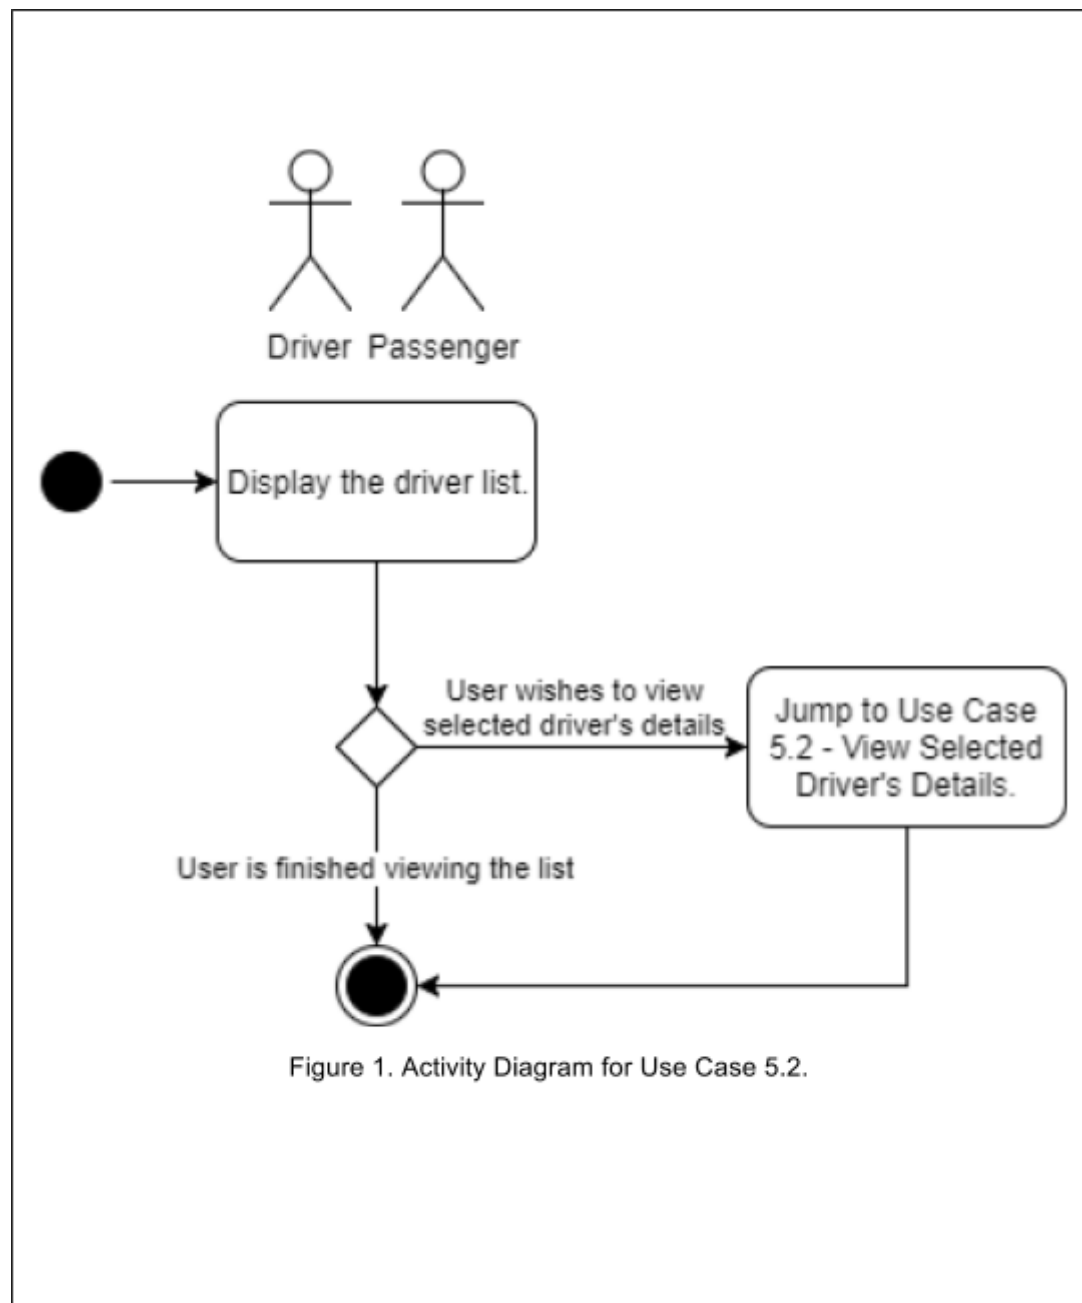 Driver Passenger
Display the driver list.
User wishes to view
selected driver's details
Jump to Use Case
5.2 - View Selected
Driver's Details.
User is finished viewing the list
Figure 1. Activity Diagram for Use Case 5.2.